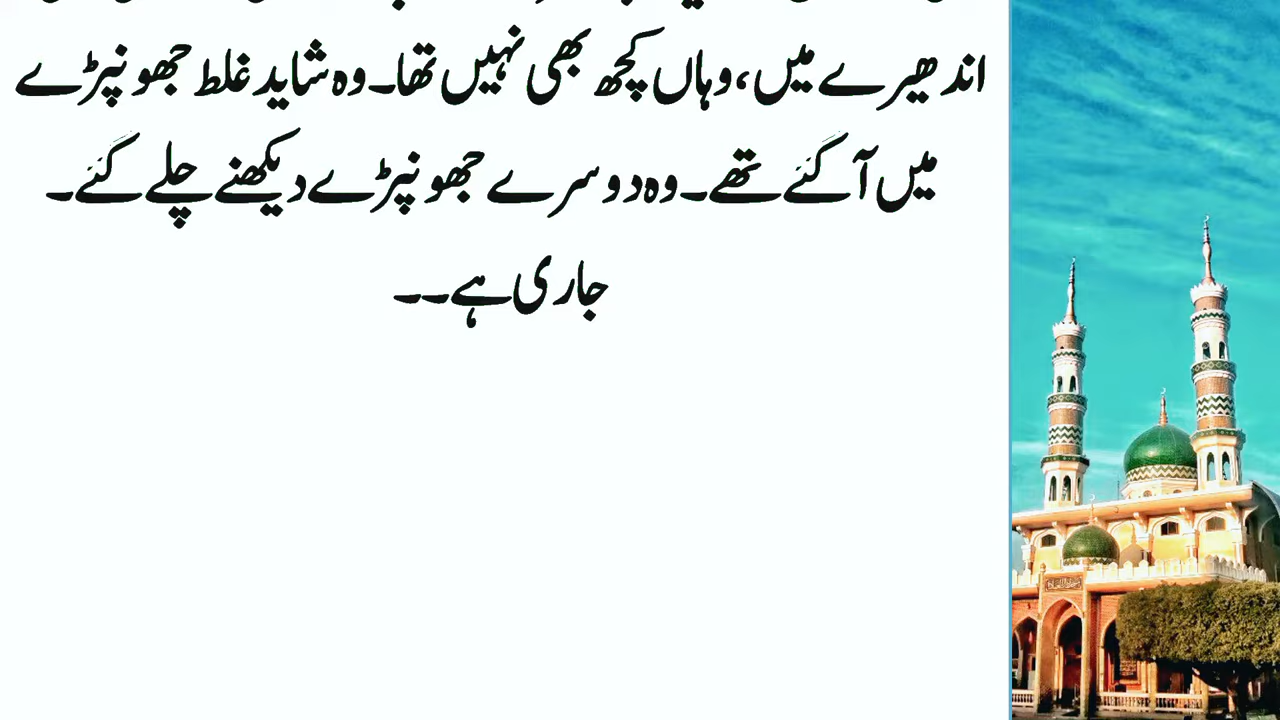 اندھیرے میں، وہاں کچھ بھی نہیں تھا۔ وہ شاید غلط جھونپڑے
میں آ گئے تھے۔ وہ دوسرے جھونپڑے دیکھنے چلے گئے۔
جاری ہے۔۔